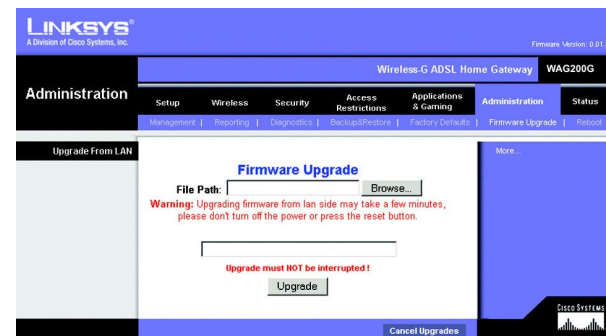 LINKSYS®
A Division of Cisco Systems, Inc.
Firmware Version: 0.01.
Wireless-G ADSL Home Gateway WAG200G
Administration
Setup Wireless Security Access Restrictions Applications & Gaming Administration Status
Management | Reporting | Diagnostics | Backup&Restore | Factory Defaults | Firmware Upgrade | Reboot
Upgrade From LAN
More...
Firmware Upgrade
File Path: Browse...
Warning: Upgrading firmware from lan side may take a few minutes,
please don't turn off the power or press the reset button.
Upgrade must NOT be interrupted !
Upgrade
Cancel Upgrades
CISCO SYSTEMS